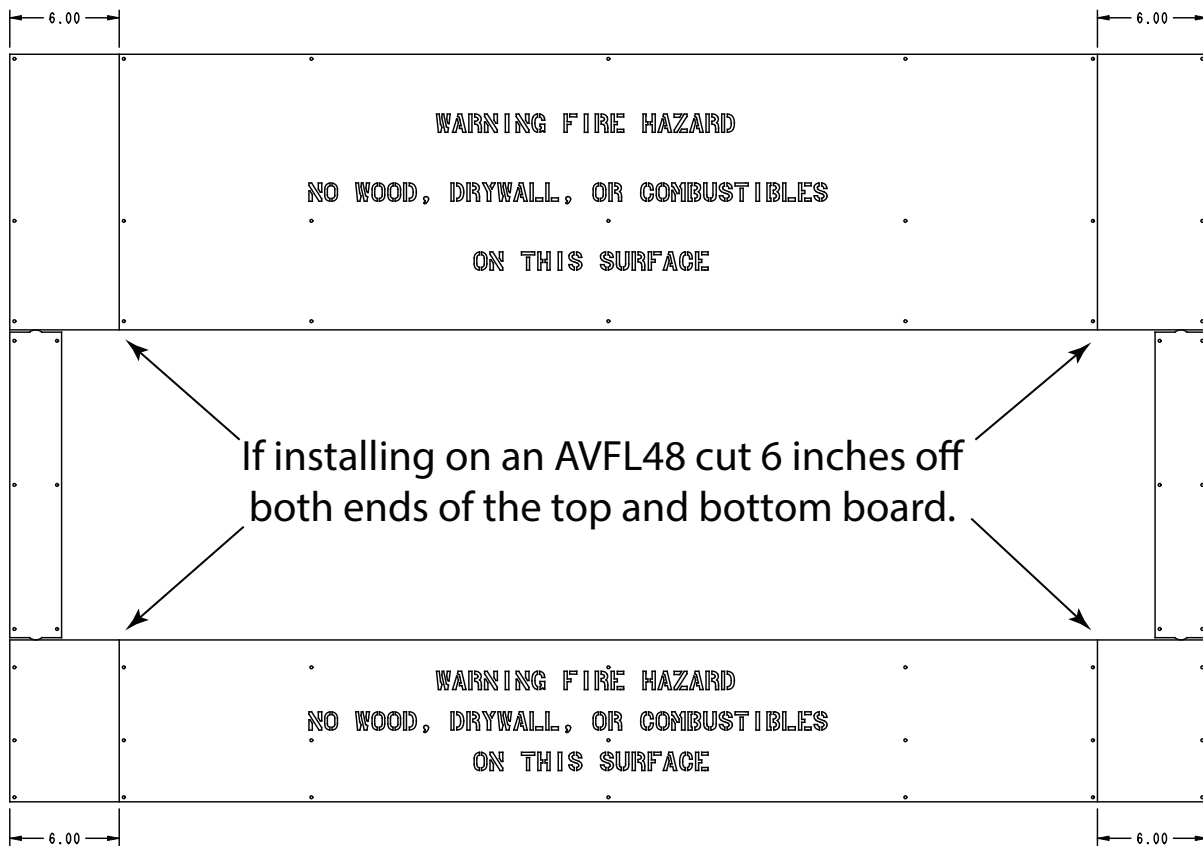 6.00 6.00
WARNING FIRE HAZARD
NO WOOD, DRYWALL, OR COMBUSTIBLES
ON THIS SURFACE
If installing on an AVFL48 cut 6 inches off
both ends of the top and bottom board.
WARNING FIRE HAZARD
NO WOOD, DRYWALL, OR COMBUSTIBLES
ON THIS SURFACE
6.00 6.00